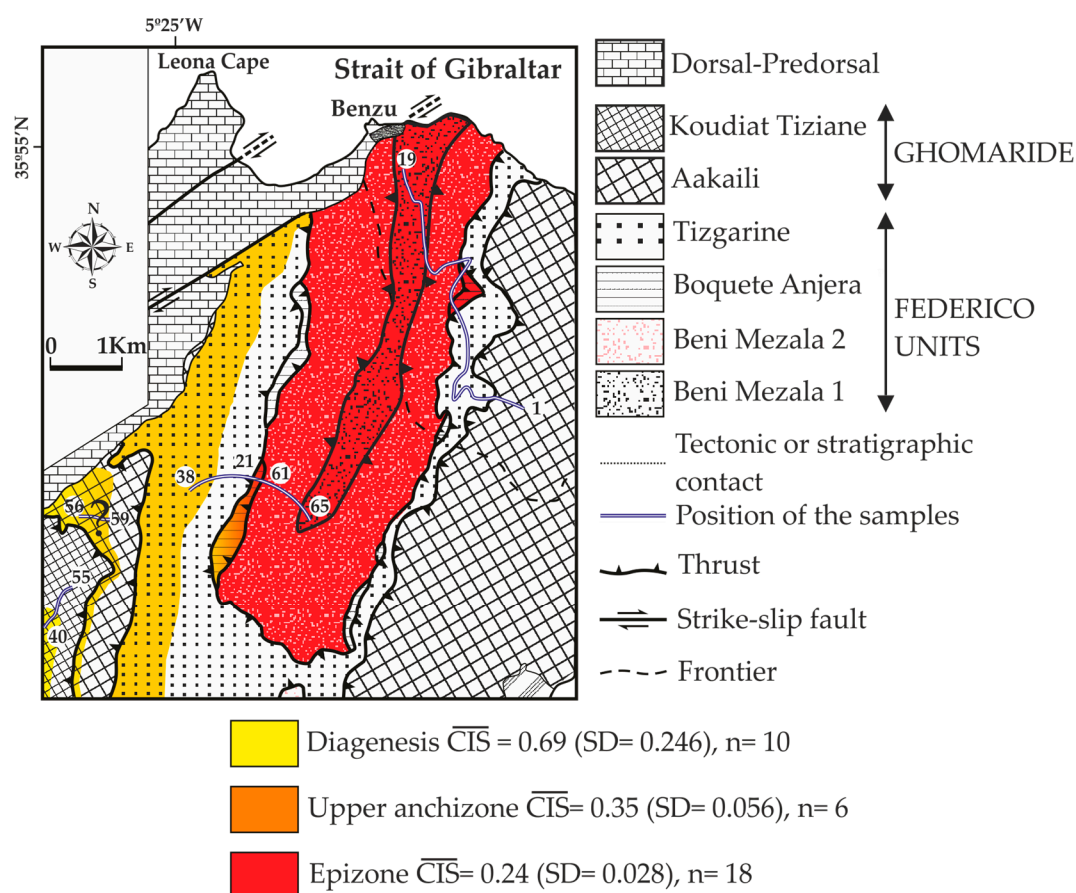 5º25'W
35º55'N
Leona Cape
Strait of Gibraltar
Benzu
19
N
W E
S
0 1Km
1
38
21
61
65
56
59
55
40
?
Dorsal-Predorsal
Koudiat Tiziane
Aakaili
GHOMARIDE
Tizgarine
Boquete Anjera
Beni Mezala 2
Beni Mezala 1
FEDERICO
UNITS
Tectonic or stratigraphic
contact
Position of the samples
Thrust
Strike-slip fault
Frontier
Diagenesis C̅I̅S̅ = 0.69 (SD= 0.246), n= 10
Upper anchizone C̅I̅S̅= 0.35 (SD= 0.056), n= 6
Epizone C̅I̅S̅= 0.24 (SD= 0.028), n= 18